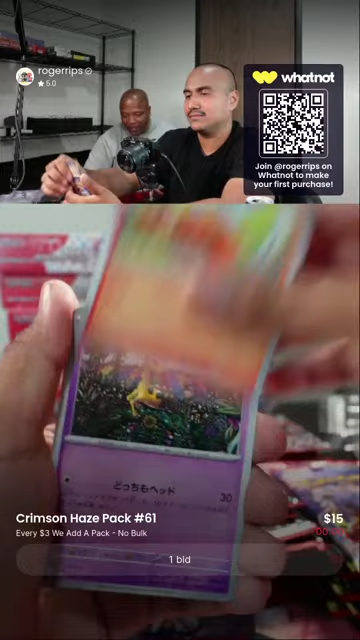 rogerrips
★ 5.0
whatnot
Join @rogerrips on
Whatnot to make
your first purchase!
どっちもヘッド 30
Crimson Haze Pack #61
$15
Every $3 We Add A Pack - No Bulk
1 bid